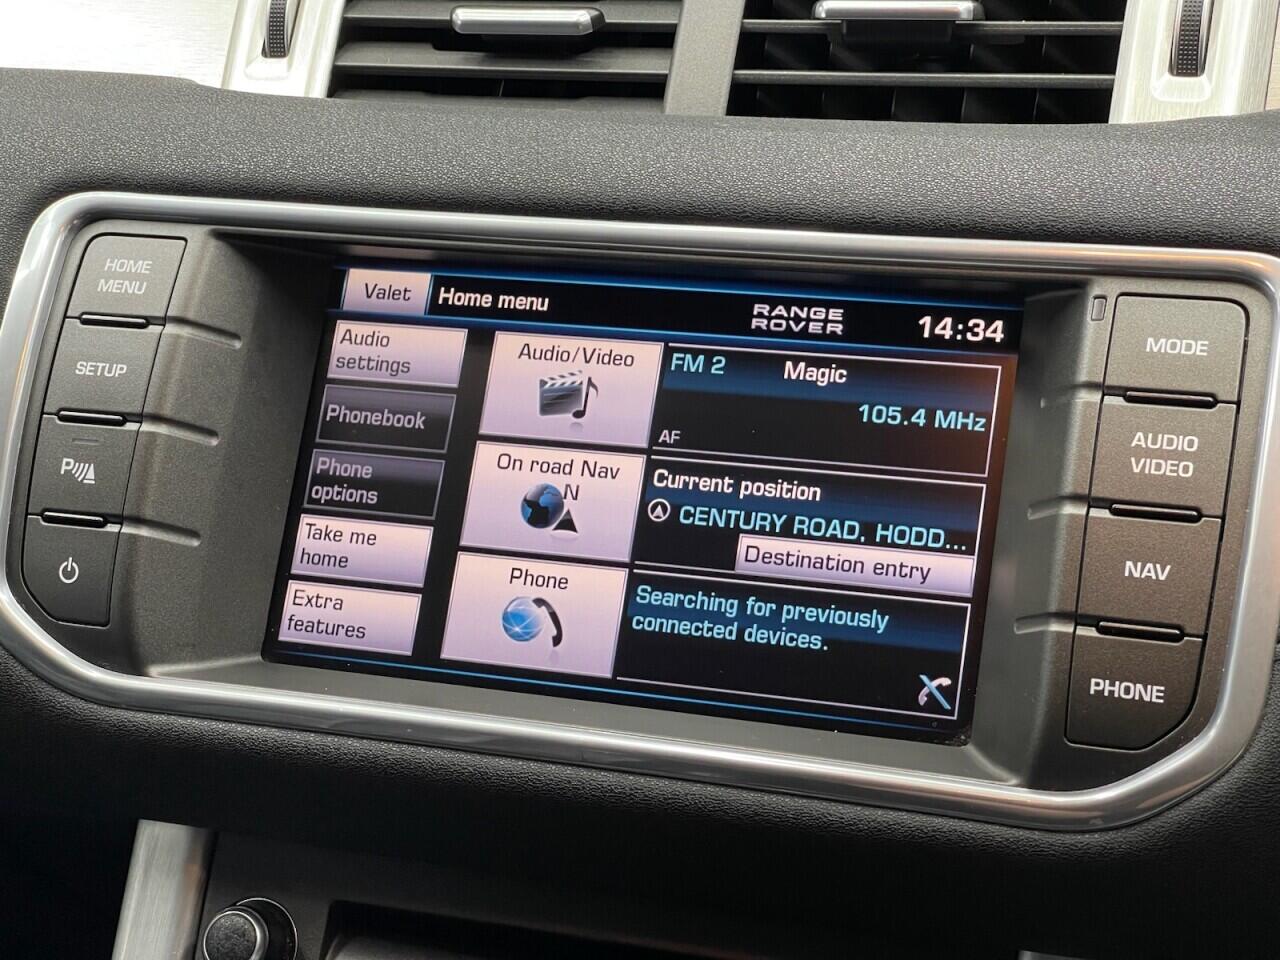 HOME
MENU
SETUP
P
Valet
Home menu
RANGE
ROVER
14:34
Audio
settings
Phonebook
Phone
options
Take me
home
Extra
features
Audio/Video
On road Nav
N
Phone
FM 2
Magic
105.4 MHz
AF
Current position
CENTURY ROAD, HODD...
Destination entry
Searching for previously
connected devices.
MODE
AUDIO
VIDEO
NAV
PHONE